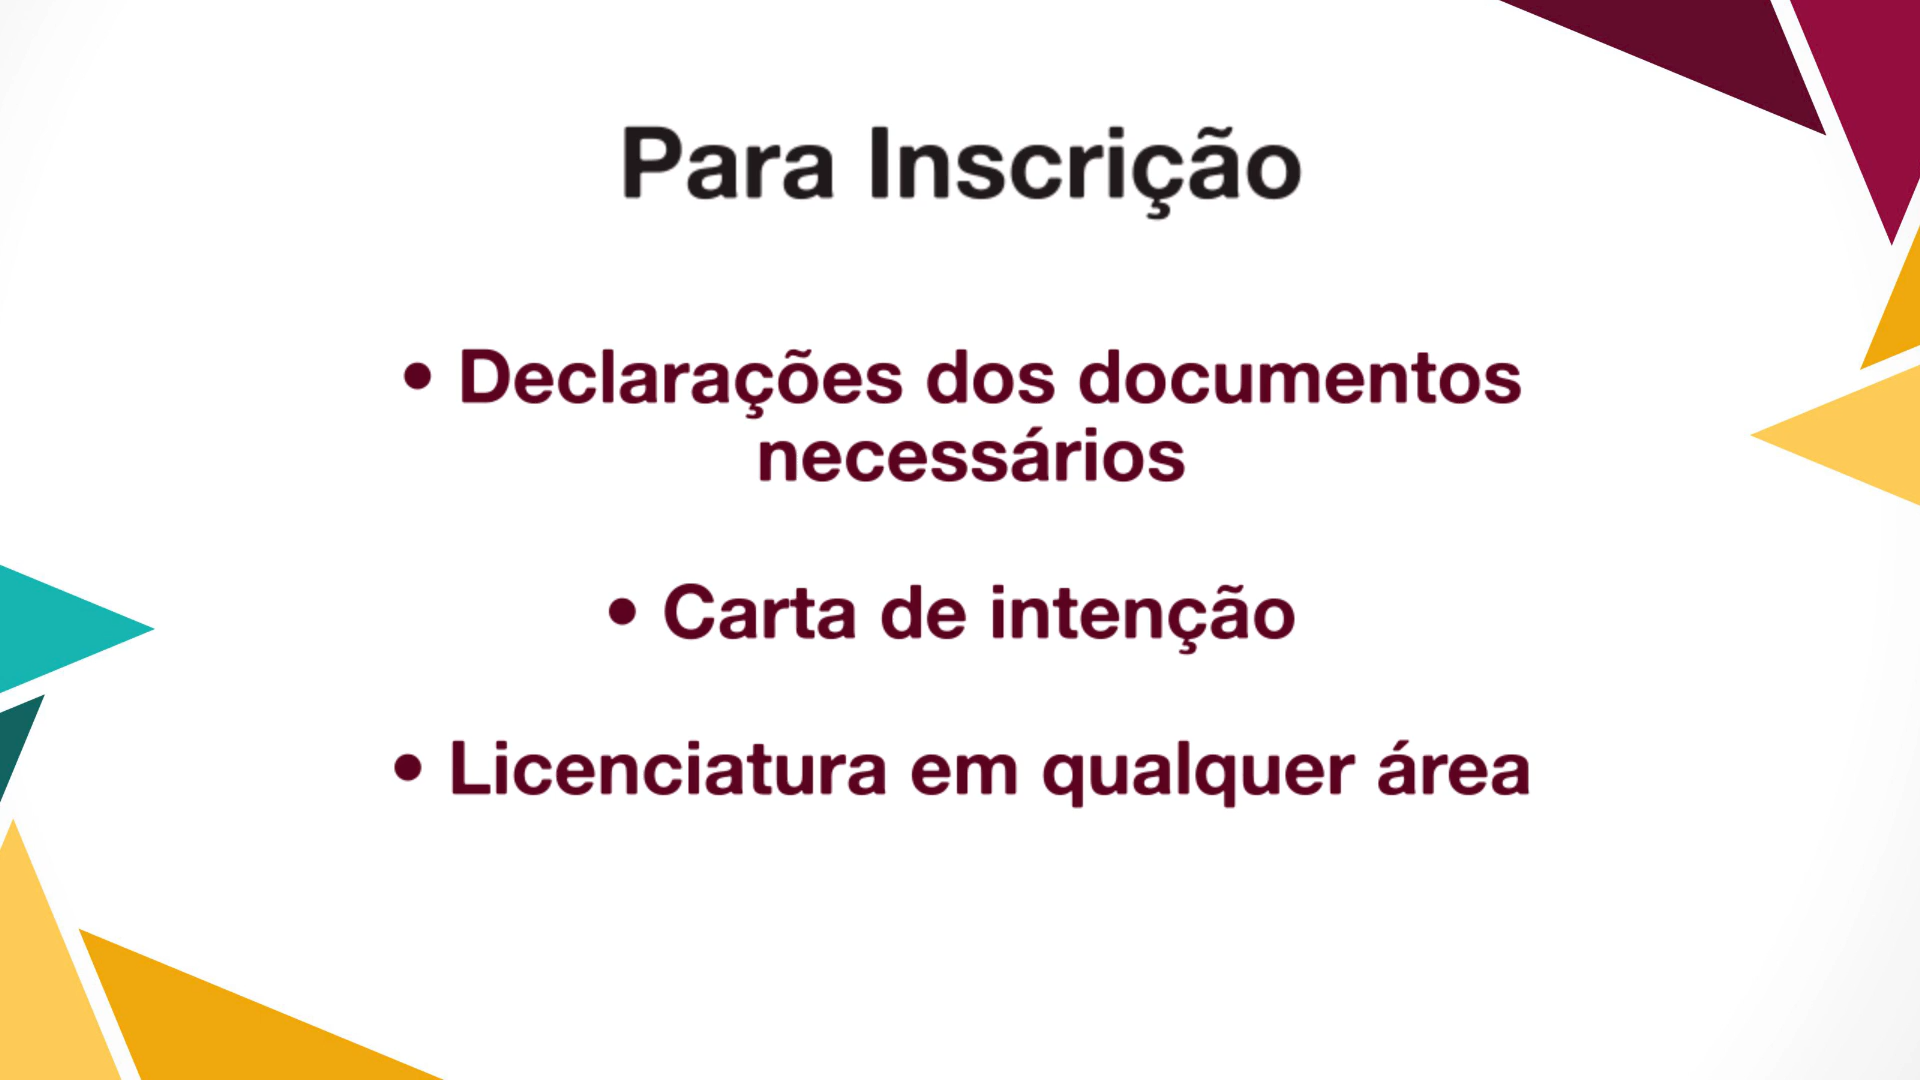 Para Inscrição
• Declarações dos documentos
necessários
• Carta de intenção
• Licenciatura em qualquer área